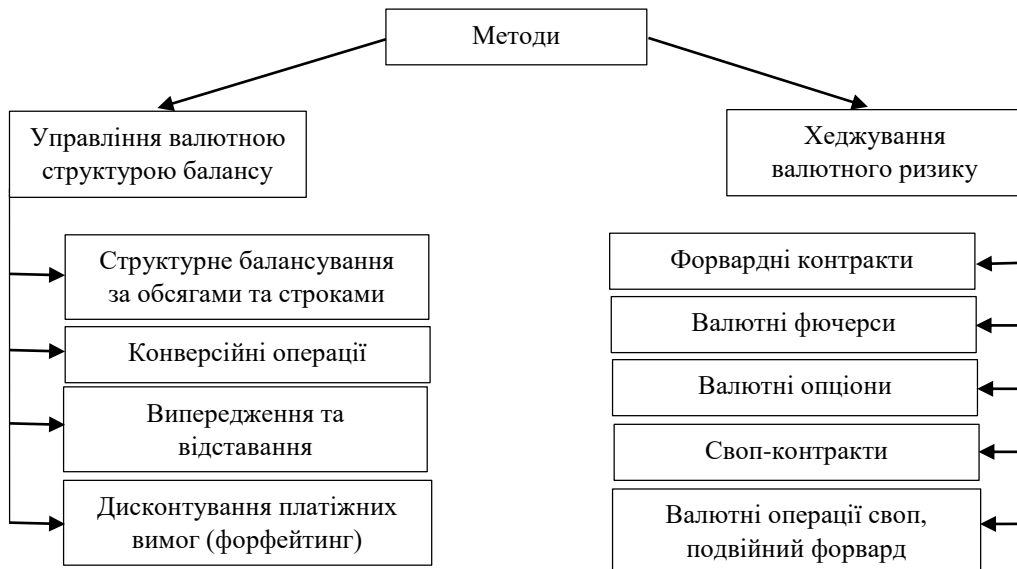 Методи
Управління валютною
структурою балансу
Хеджування
валютного ризику
Структурне балансування
за обсягами та строками
Конверсійні операції
Випередження та
відставання
Дисконтування платіжних
вимог (форфейтинг)
Форвардні контракти
Валютні фючерси
Валютні опціони
Своп-контракти
Валютні операції своп,
подвійний форвард